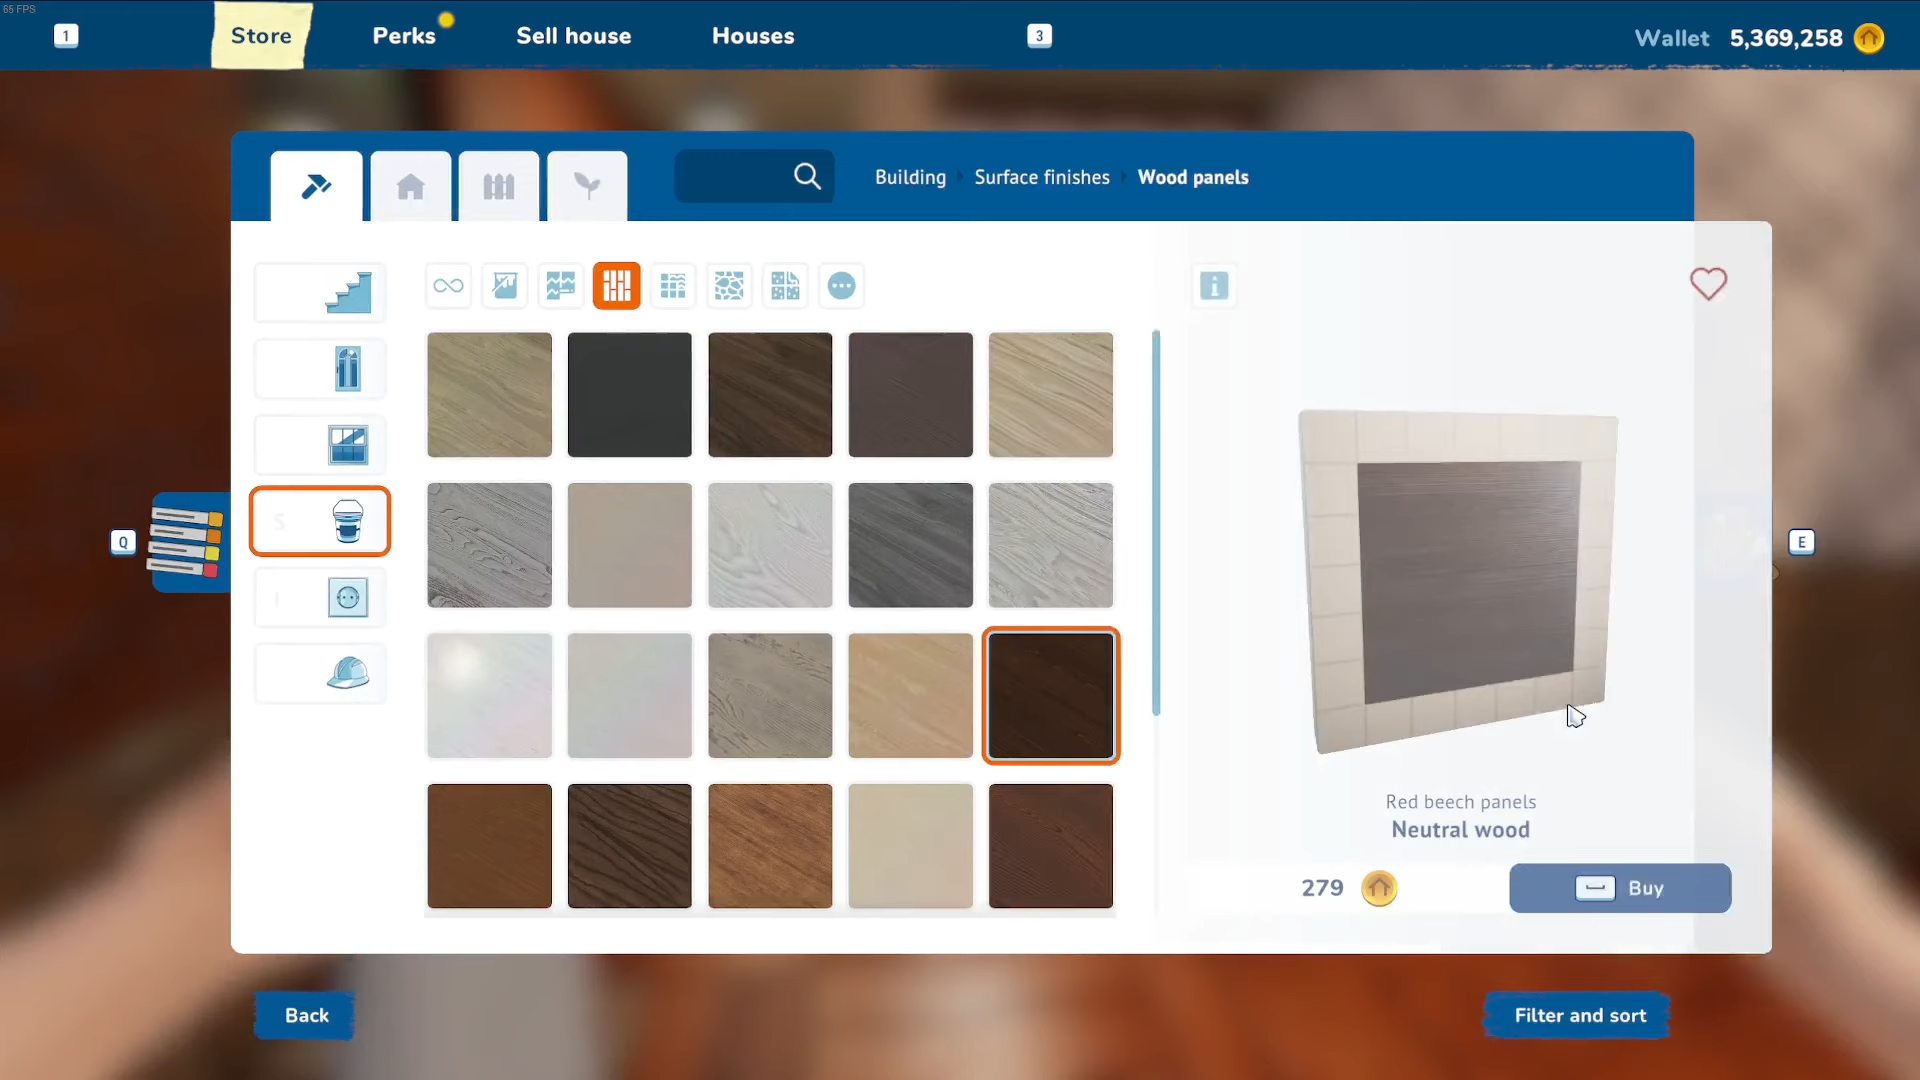 65 FPS
1
Store
Perks
Sell house
Houses
3
Wallet 5,369,258
Building
Surface finishes
Wood panels
S
Q
E
Red beech panels
Neutral wood
279
Buy
Back
Filter and sort